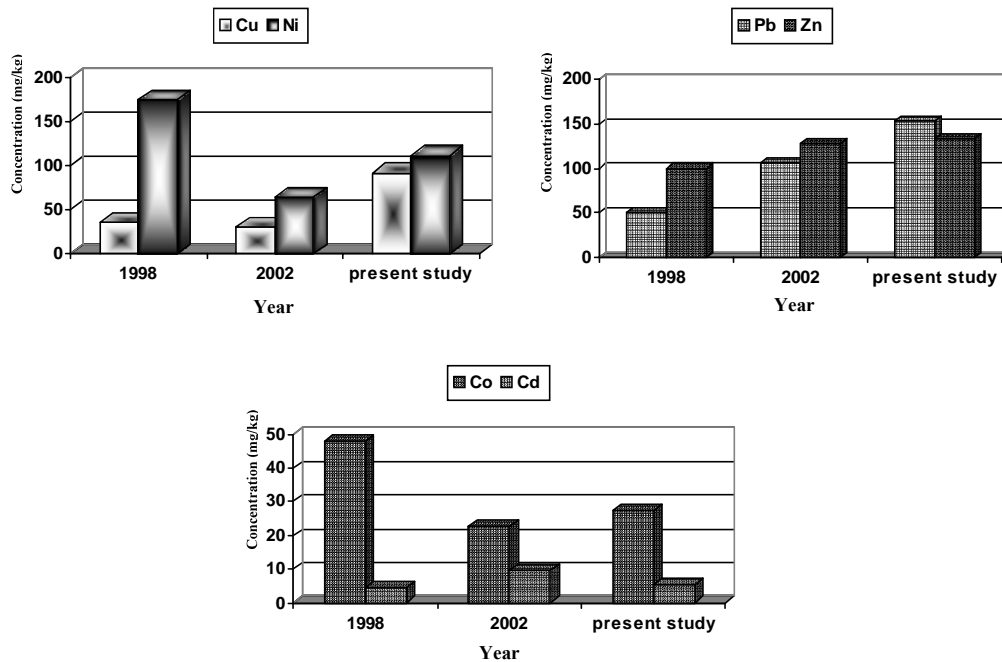 Cu Ni
Concentration (mg/kg)
200
150
100
50
0
1998 2002 present study
Year
Pb Zn
Concentration (mg/kg)
200
150
100
50
0
1998 2002 present study
Year
Co Cd
Concentration (mg/kg)
50
40
30
20
10
0
1998 2002 present study
Year